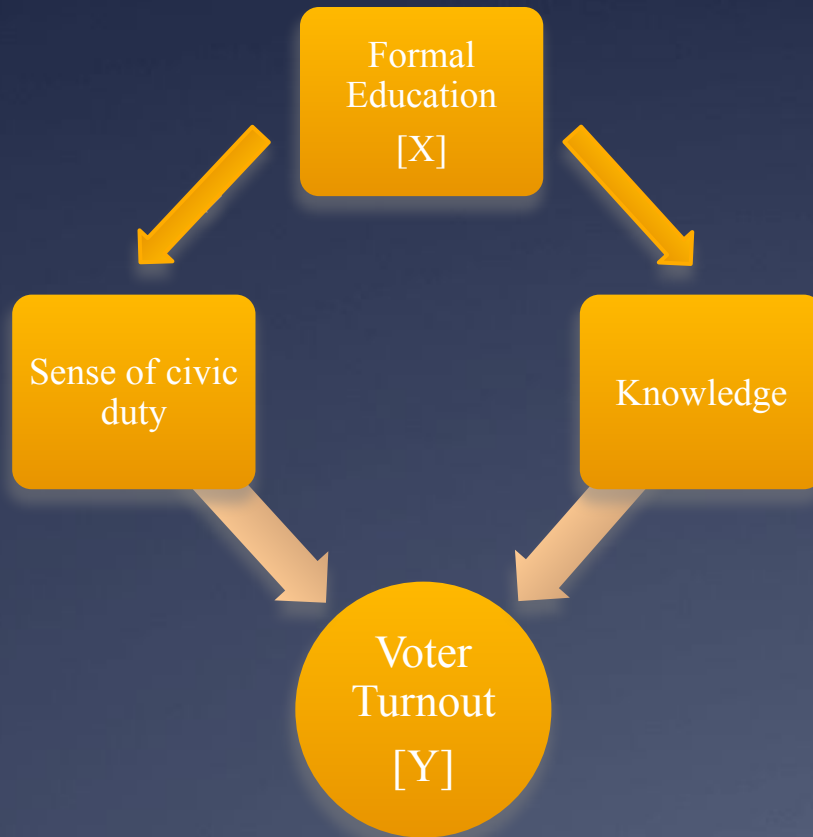 Formal
Education
[X]
Sense of civic
duty
Knowledge
Voter
Turnout
[Y]